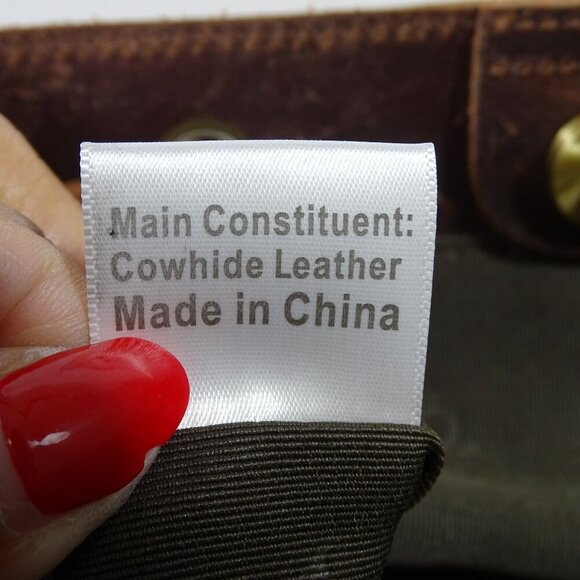 Main Constituent:
Cowhide Leather
Made in China